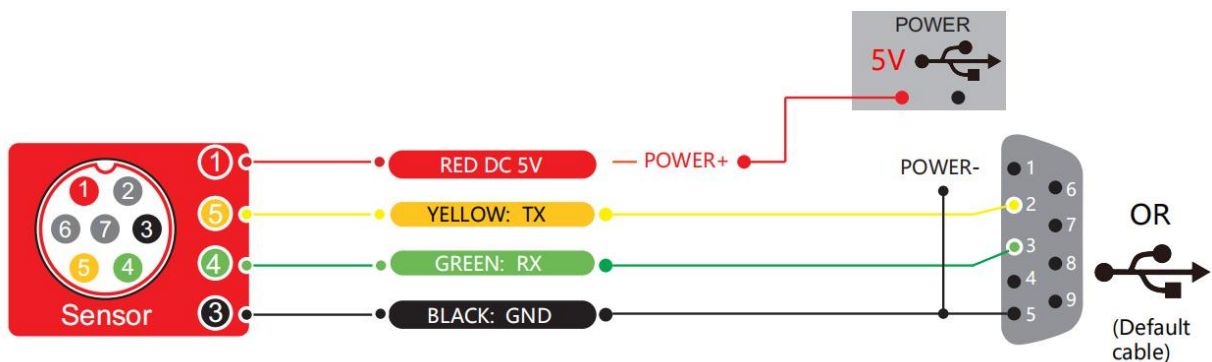 POWER
5V
1
RED DC 5V
POWER+
POWER-
1
6
1 2
5
YELLOW: TX
2
OR
6 7 3
7
4
GREEN: RX
3
8
5 4
4
9
Sensor
3
BLACK: GND
5
(Default
cable)